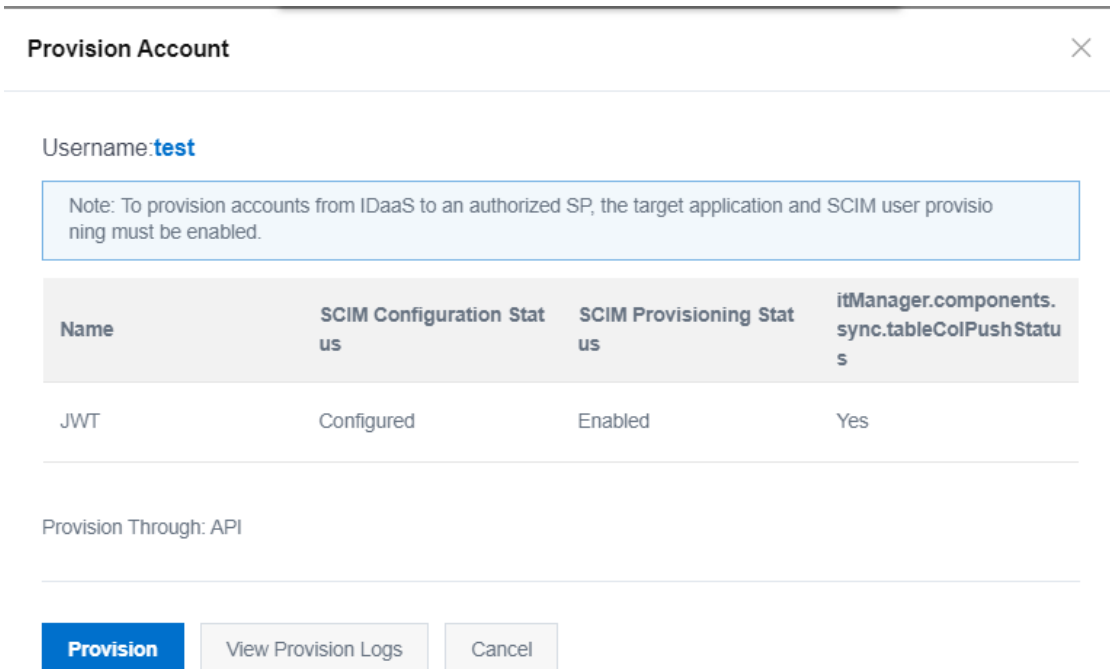 Provision Account
Username:test
Note: To provision accounts from IDaaS to an authorized SP, the target application and SCIM user provisio
ning must be enabled.
Name
SCIM Configuration Stat
us
SCIM Provisioning Stat
us
itManager.components.
sync.tableColPushStatu
s
JWT
Configured
Enabled
Yes
Provision Through: API
Provision
View Provision Logs
Cancel